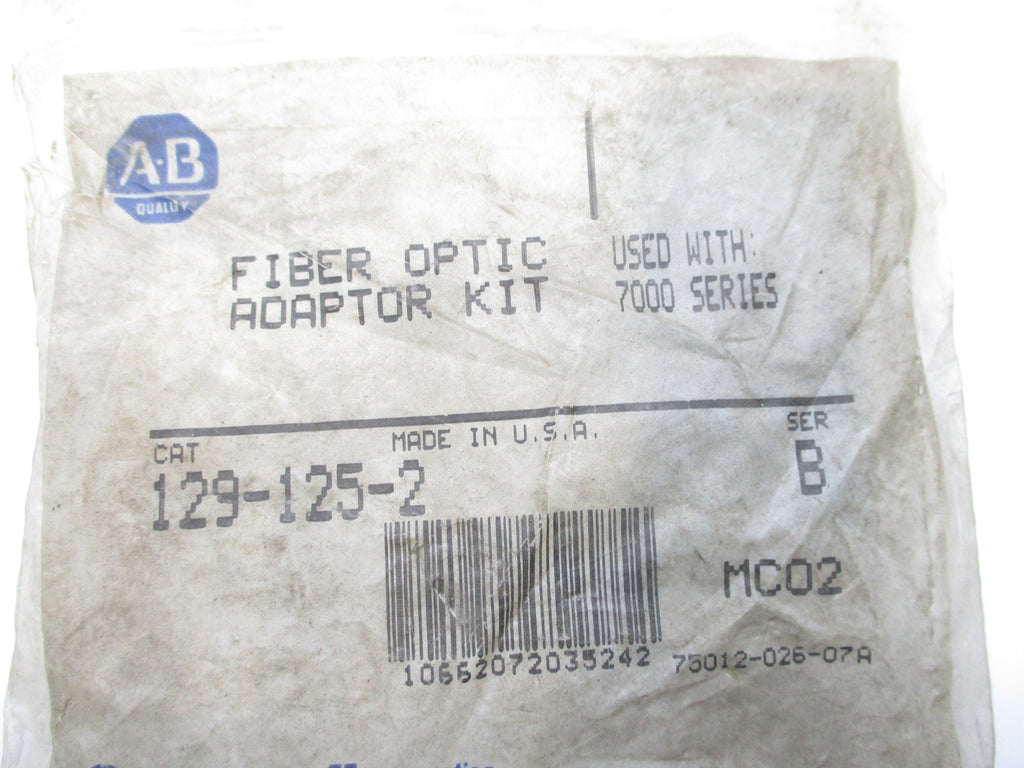 A-B
QUALITY
FIBER OPTIC
ADAPTOR KIT
USED WITH:
7000 SERIES
CAT
MADE IN U.S.A.
SER
129-125-2
B
MC02
10662072035242
75012-026-07A